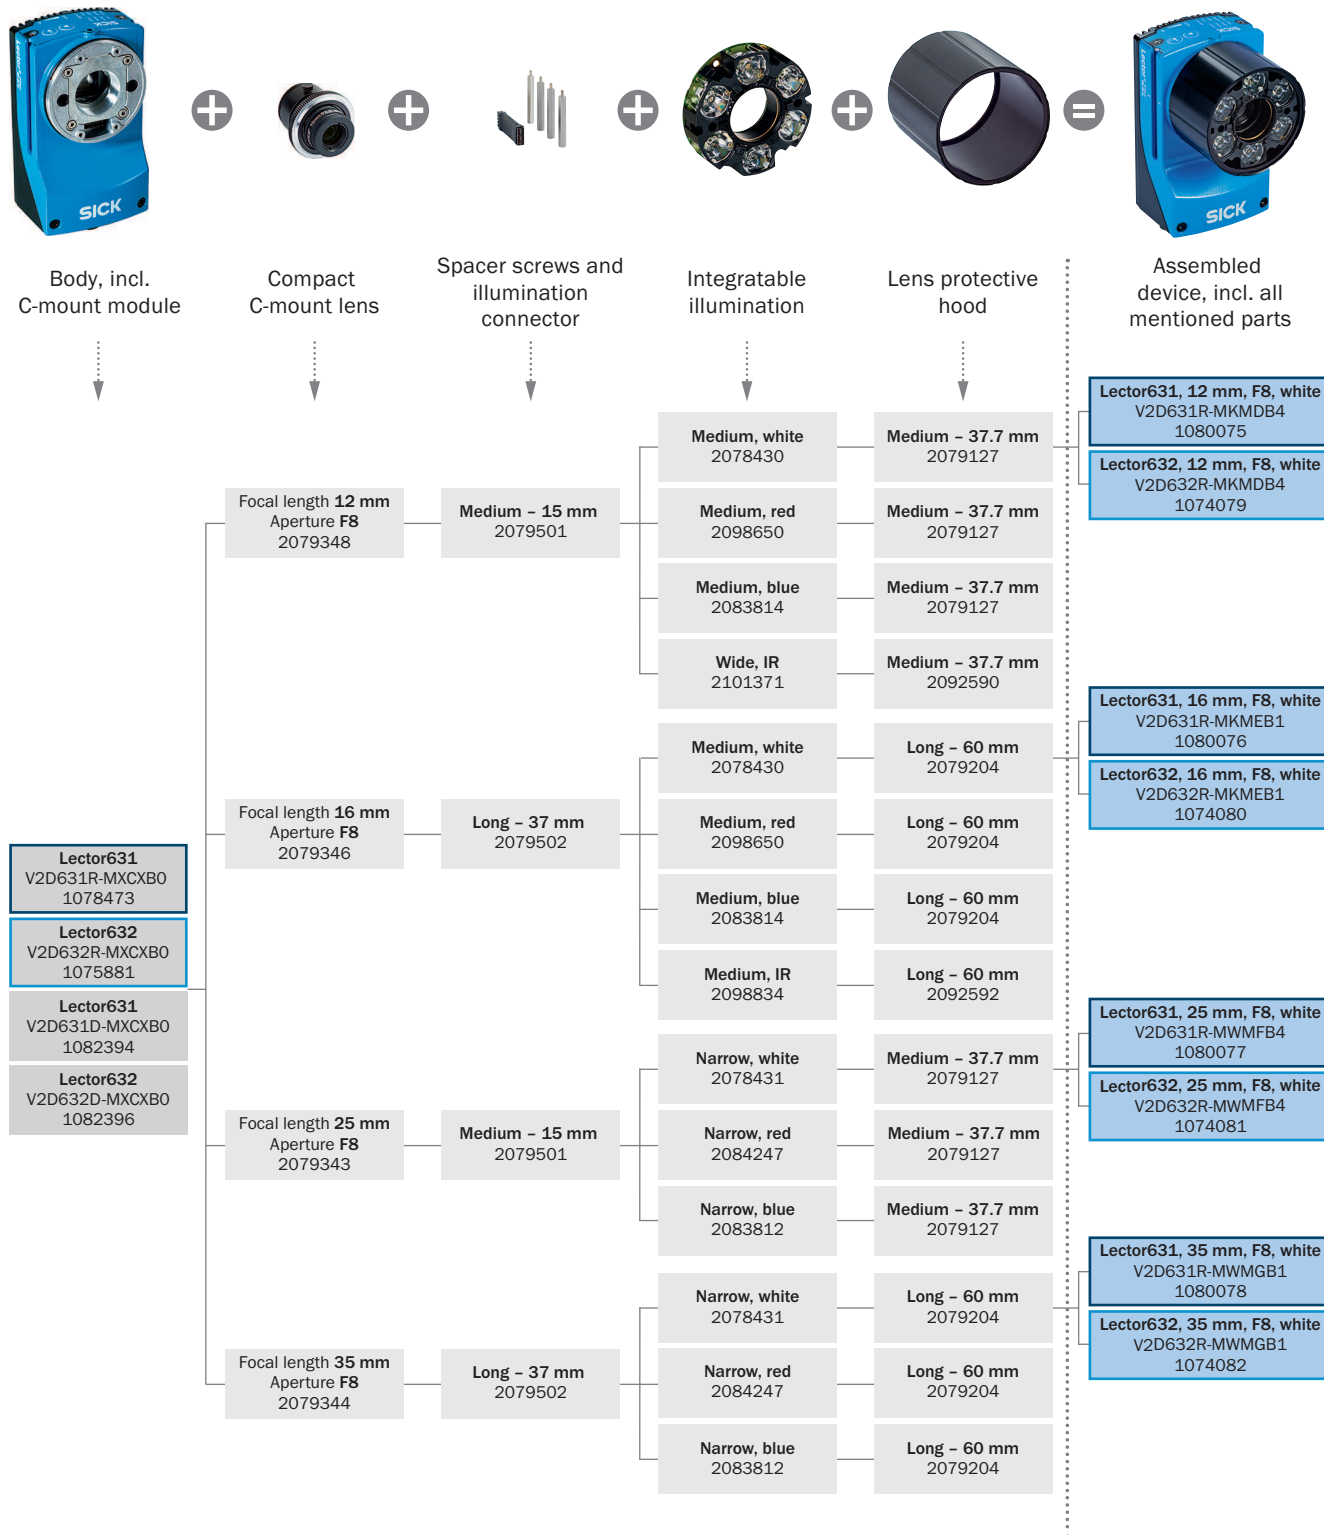 SICK
SICK
Lector
SICK
SICK
Body, incl.
C-mount module
Compact
C-mount lens
Spacer screws and
illumination
connector
Integratable
illumination
Lens protective
hood
Assembled
device, incl. all
mentioned parts
Lector631
V2D631R-MXCXB0
1078473
Lector632
V2D632R-MXCXB0
1075881
Lector631
V2D631D-MXCXB0
1082394
Lector632
V2D632D-MXCXB0
1082396
Focal length 12 mm
Aperture F8
2079348
Medium – 15 mm
2079501
Medium, white
2078430
Medium – 37.7 mm
2079127
Lector631, 12 mm, F8, white
V2D631R-MKMDB4
1080075
Lector632, 12 mm, F8, white
V2D632R-MKMDB4
1074079
Medium, red
2098650
Medium – 37.7 mm
2079127
Medium, blue
2083814
Medium – 37.7 mm
2079127
Wide, IR
2101371
Medium – 37.7 mm
2092590
Focal length 16 mm
Aperture F8
2079346
Long – 37 mm
2079502
Medium, white
2078430
Long – 60 mm
2079204
Lector631, 16 mm, F8, white
V2D631R-MKMEB1
1080076
Lector632, 16 mm, F8, white
V2D632R-MKMEB1
1074080
Medium, red
2098650
Long – 60 mm
2079204
Medium, blue
2083814
Long – 60 mm
2079204
Medium, IR
2098834
Long – 60 mm
2092592
Focal length 25 mm
Aperture F8
2079343
Medium – 15 mm
2079501
Narrow, white
2078431
Medium – 37.7 mm
2079127
Lector631, 25 mm, F8, white
V2D631R-MWMFB4
1080077
Lector632, 25 mm, F8, white
V2D632R-MWMFB4
1074081
Narrow, red
2084247
Medium – 37.7 mm
2079127
Narrow, blue
2083812
Medium – 37.7 mm
2079127
Focal length 35 mm
Aperture F8
2079344
Long – 37 mm
2079502
Narrow, white
2078431
Long – 60 mm
2079204
Lector631, 35 mm, F8, white
V2D631R-MWMGB1
1080078
Lector632, 35 mm, F8, white
V2D632R-MWMGB1
1074082
Narrow, red
2084247
Long – 60 mm
2079204
Narrow, blue
2083812
Long – 60 mm
2079204